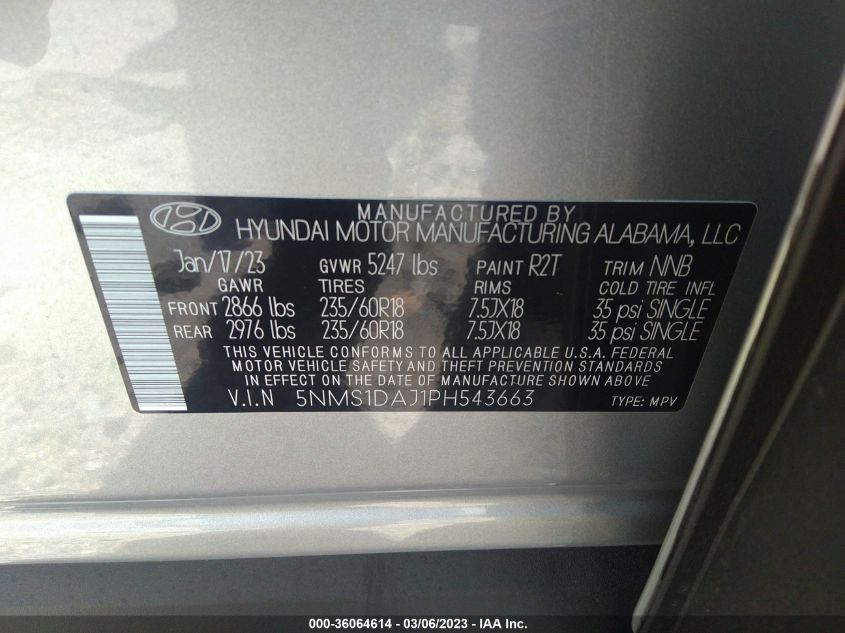 MANUFACTURED BY
HYUNDAI MOTOR MANUFACTURING ALABAMA, LLC
Jan/17/23 GVWR 5247 lbs PAINT R2T TRIM NNB
GAWR TIRES RIMS COLD TIRE INFL
FRONT 2866 lbs 235/60R18 7.5JX18 35 psi SINGLE
REAR 2976 lbs 235/60R18 7.5JX18 35 psi SINGLE
THIS VEHICLE CONFORMS TO ALL APPLICABLE U.S.A. FEDERAL
MOTOR VEHICLE SAFETY AND THEFT PREVENTION STANDARDS
IN EFFECT ON THE DATE OF MANUFACTURE SHOWN ABOVE
V.I.N 5NMS1DAJ1PH543663 TYPE: MPV
000-36064614 — 03/06/2023 — IAA Inc.